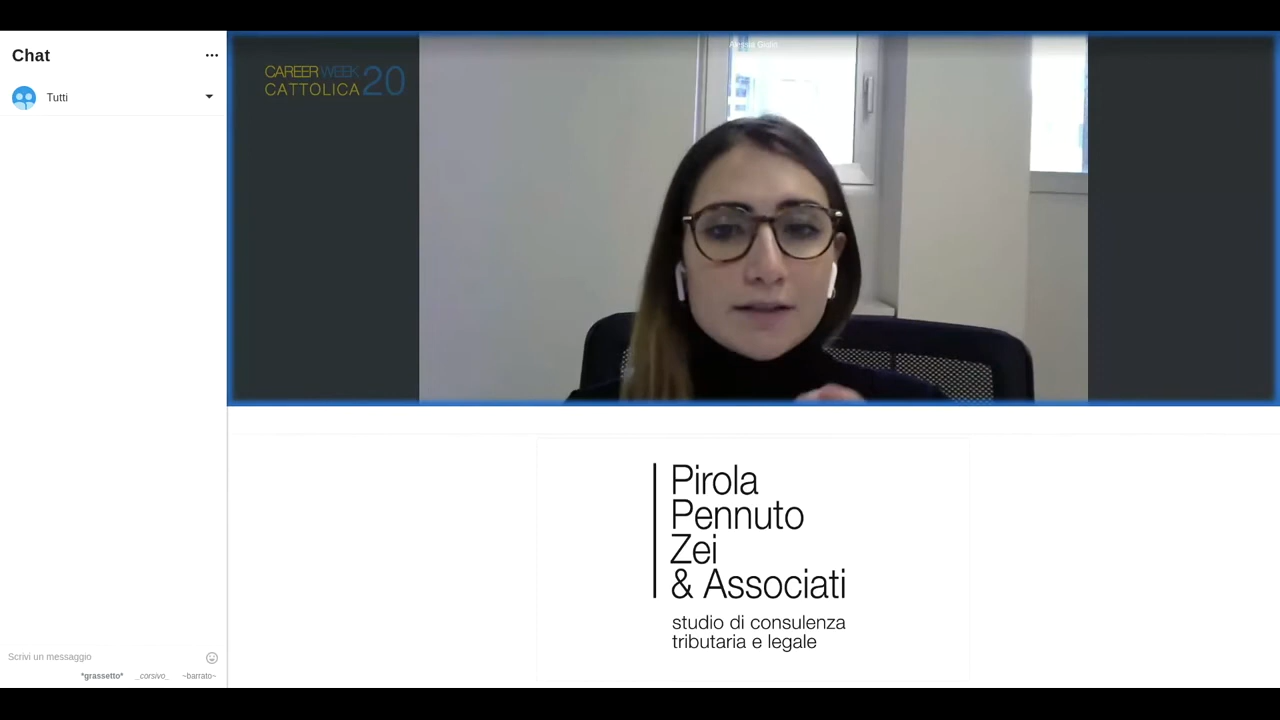 Chat
Tutti
CAREER WEEK
CATTOLICA 20
Pirola
Pennuto
Zei
& Associati
studio di consulenza
tributaria e legale
Scrivi un messaggio
*grassetto* _corsivo_ ~barrato~